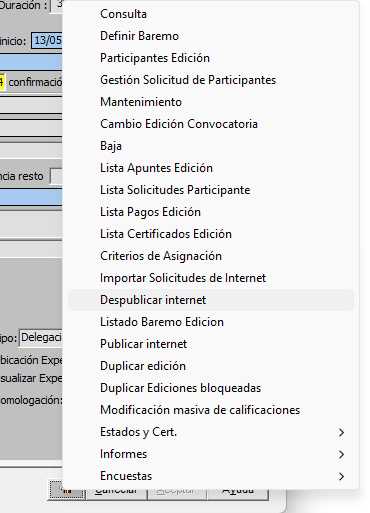 Duración :
Consulta
Definir Baremo
inicio: 13/05
Participantes Edición
confirmació
Gestión Solicitud de Participantes
Mantenimiento
Cambio Edición Convocatoria
Baja
Lista Apuntes Edición
ncia resto
Lista Solicitudes Participante
Lista Pagos Edición
Lista Certificados Edición
Criterios de Asignación
Importar Solicitudes de Internet
Despublicar internet
Listado Baremo Edicion
ipo: Delegaci
Publicar internet
bicación Expe
Duplicar edición
sualizar Expe
Duplicar Ediciones bloqueadas
omologación:
Modificación masiva de calificaciones
Estados y Cert.
Informes
Encuestas
Cancelar Aceptar Ayuda